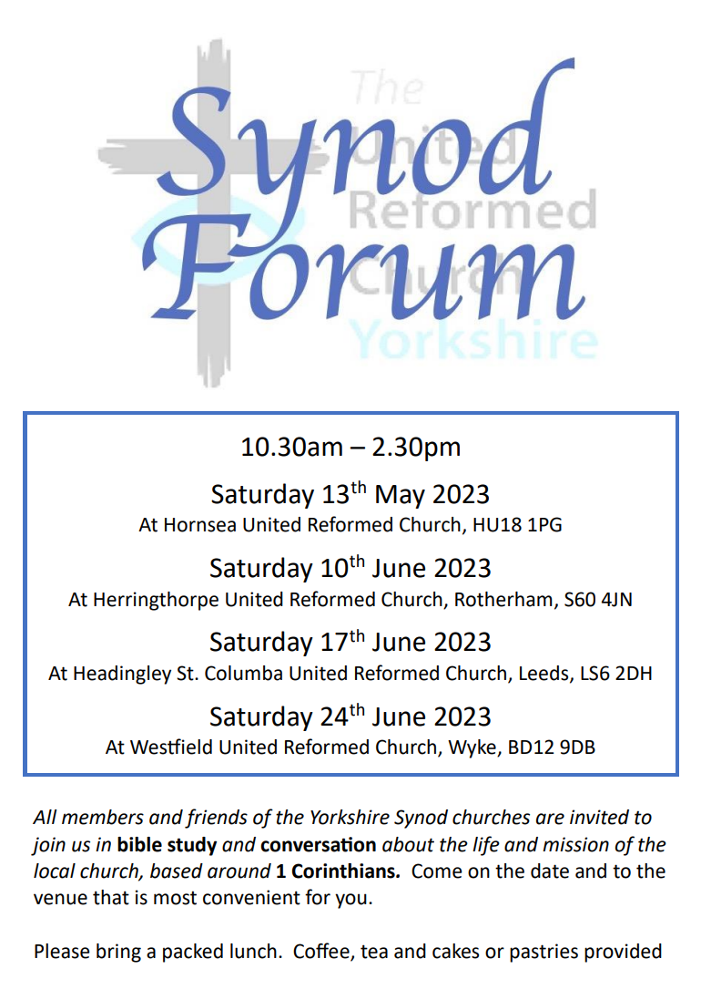 The
United
Reformed
Church
Yorkshire
Synod
Forum
10.30am – 2.30pm
Saturday 13th May 2023
At Hornsea United Reformed Church, HU18 1PG
Saturday 10th June 2023
At Herringthorpe United Reformed Church, Rotherham, S60 4JN
Saturday 17th June 2023
At Headingley St. Columba United Reformed Church, Leeds, LS6 2DH
Saturday 24th June 2023
At Westfield United Reformed Church, Wyke, BD12 9DB
All members and friends of the Yorkshire Synod churches are invited to
join us in bible study and conversation about the life and mission of the
local church, based around 1 Corinthians. Come on the date and to the
venue that is most convenient for you.
Please bring a packed lunch. Coffee, tea and cakes or pastries provided